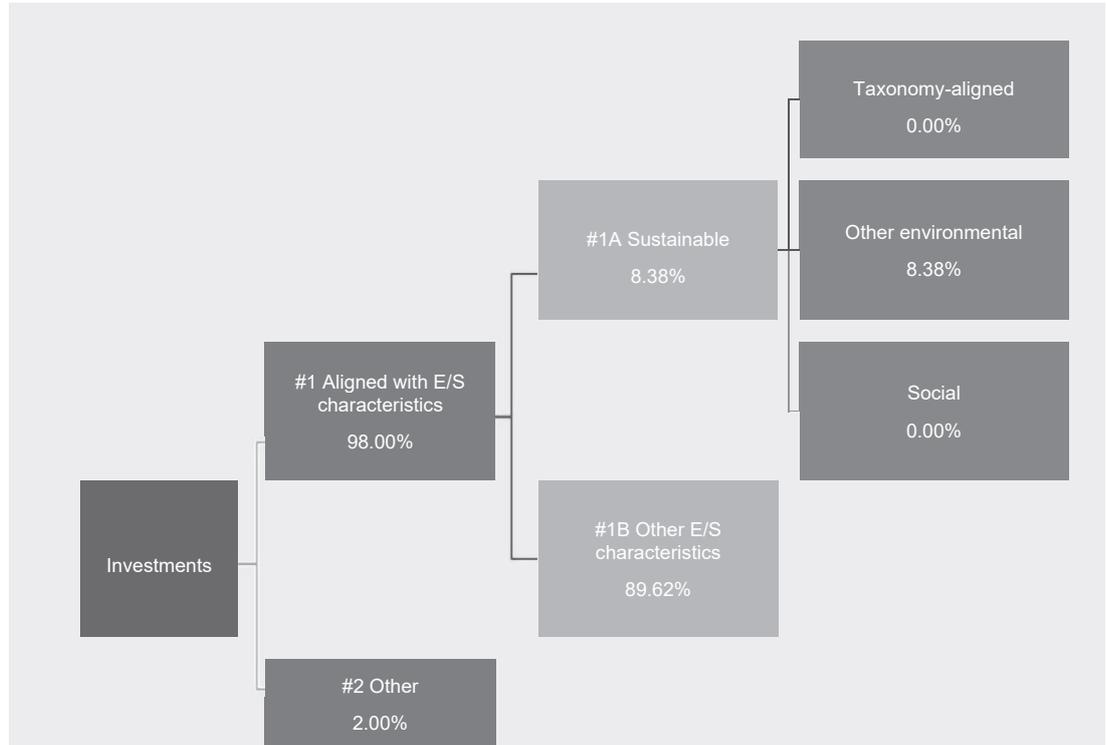 Taxonomy-aligned
0.00%
#1A Sustainable
8.38%
Other environmental
8.38%
#1 Aligned with E/S
characteristics
98.00%
Social
0.00%
Investments
#1B Other E/S
characteristics
89.62%
#2 Other
2.00%